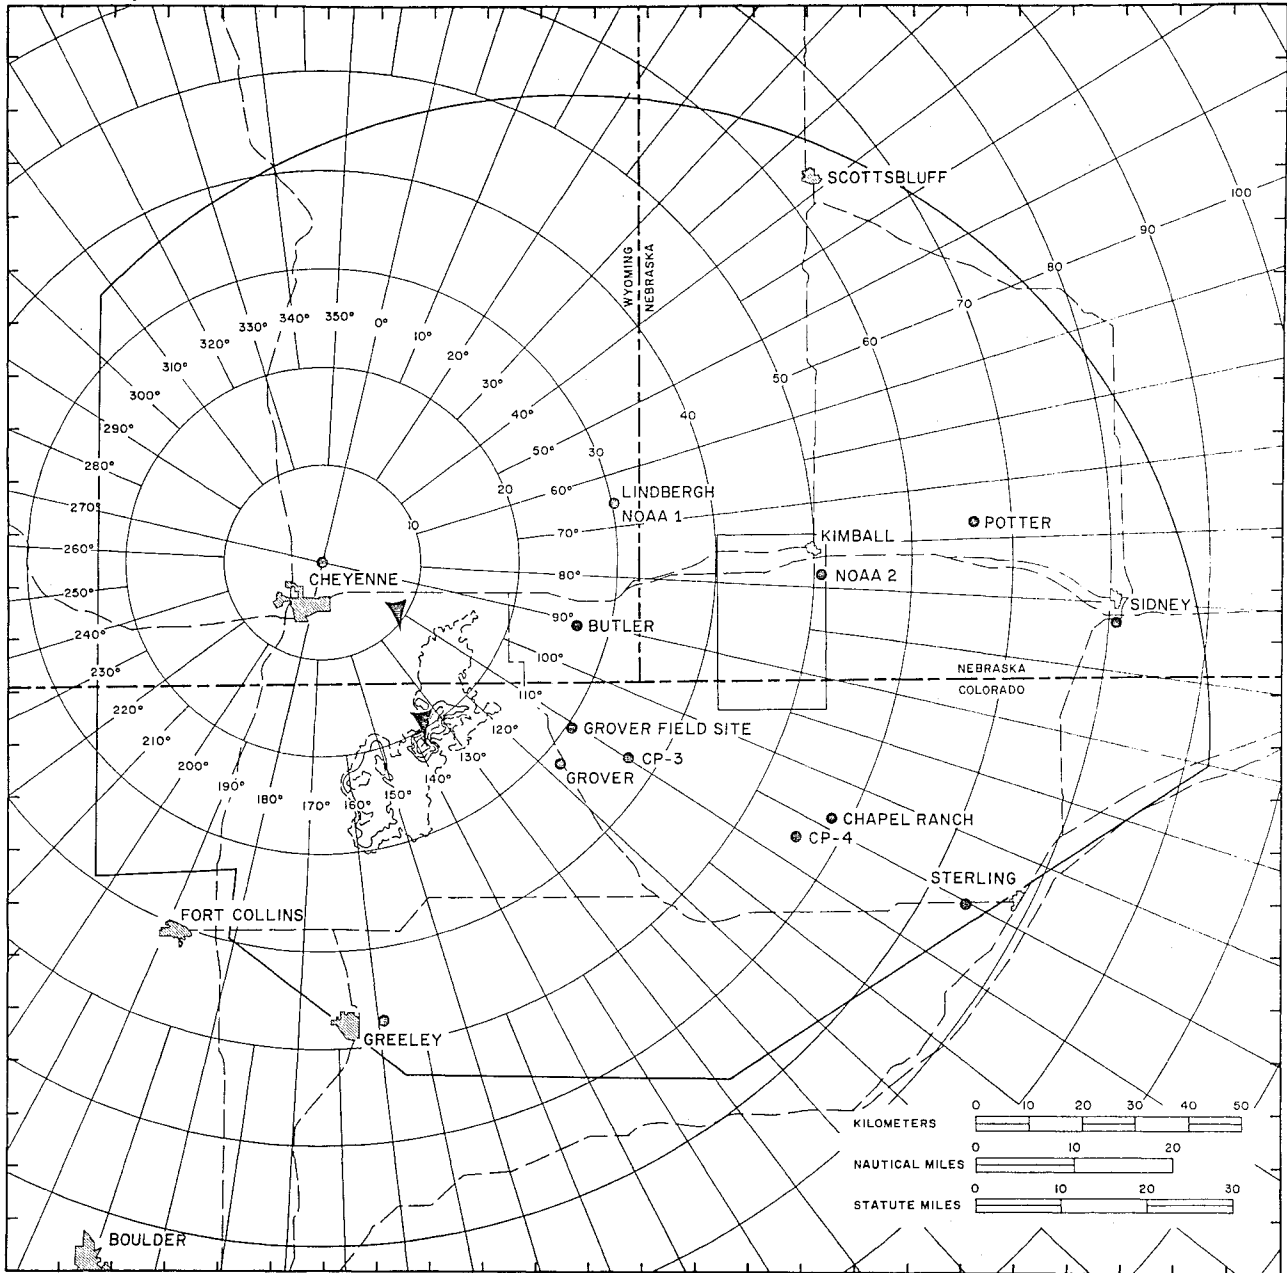 SCOTTSBLUFF
100
90
80
70
60
50
40
30
20
10
WYOMING
NEBRASKA
350°
0°
10°
20°
30°
40°
50°
60°
70°
80°
90°
100°
110°
120°
130°
140°
150°
160°
170°
180°
190°
200°
210°
220°
230°
240°
250°
260°
270°
280°
290°
300°
310°
320°
330°
340°
LINDBERGH
NOAA 1
POTTER
KIMBALL
NOAA 2
CHEYENNE
SIDNEY
BUTLER
NEBRASKA
COLORADO
GROVER FIELD SITE
CP-3
GROVER
CHAPEL RANCH
CP-4
STERLING
FORT COLLINS
GREELEY
BOULDER
0 10 20 30 40 50
KILOMETERS
0 10 20
NAUTICAL MILES
0 10 20 30
STATUTE MILES